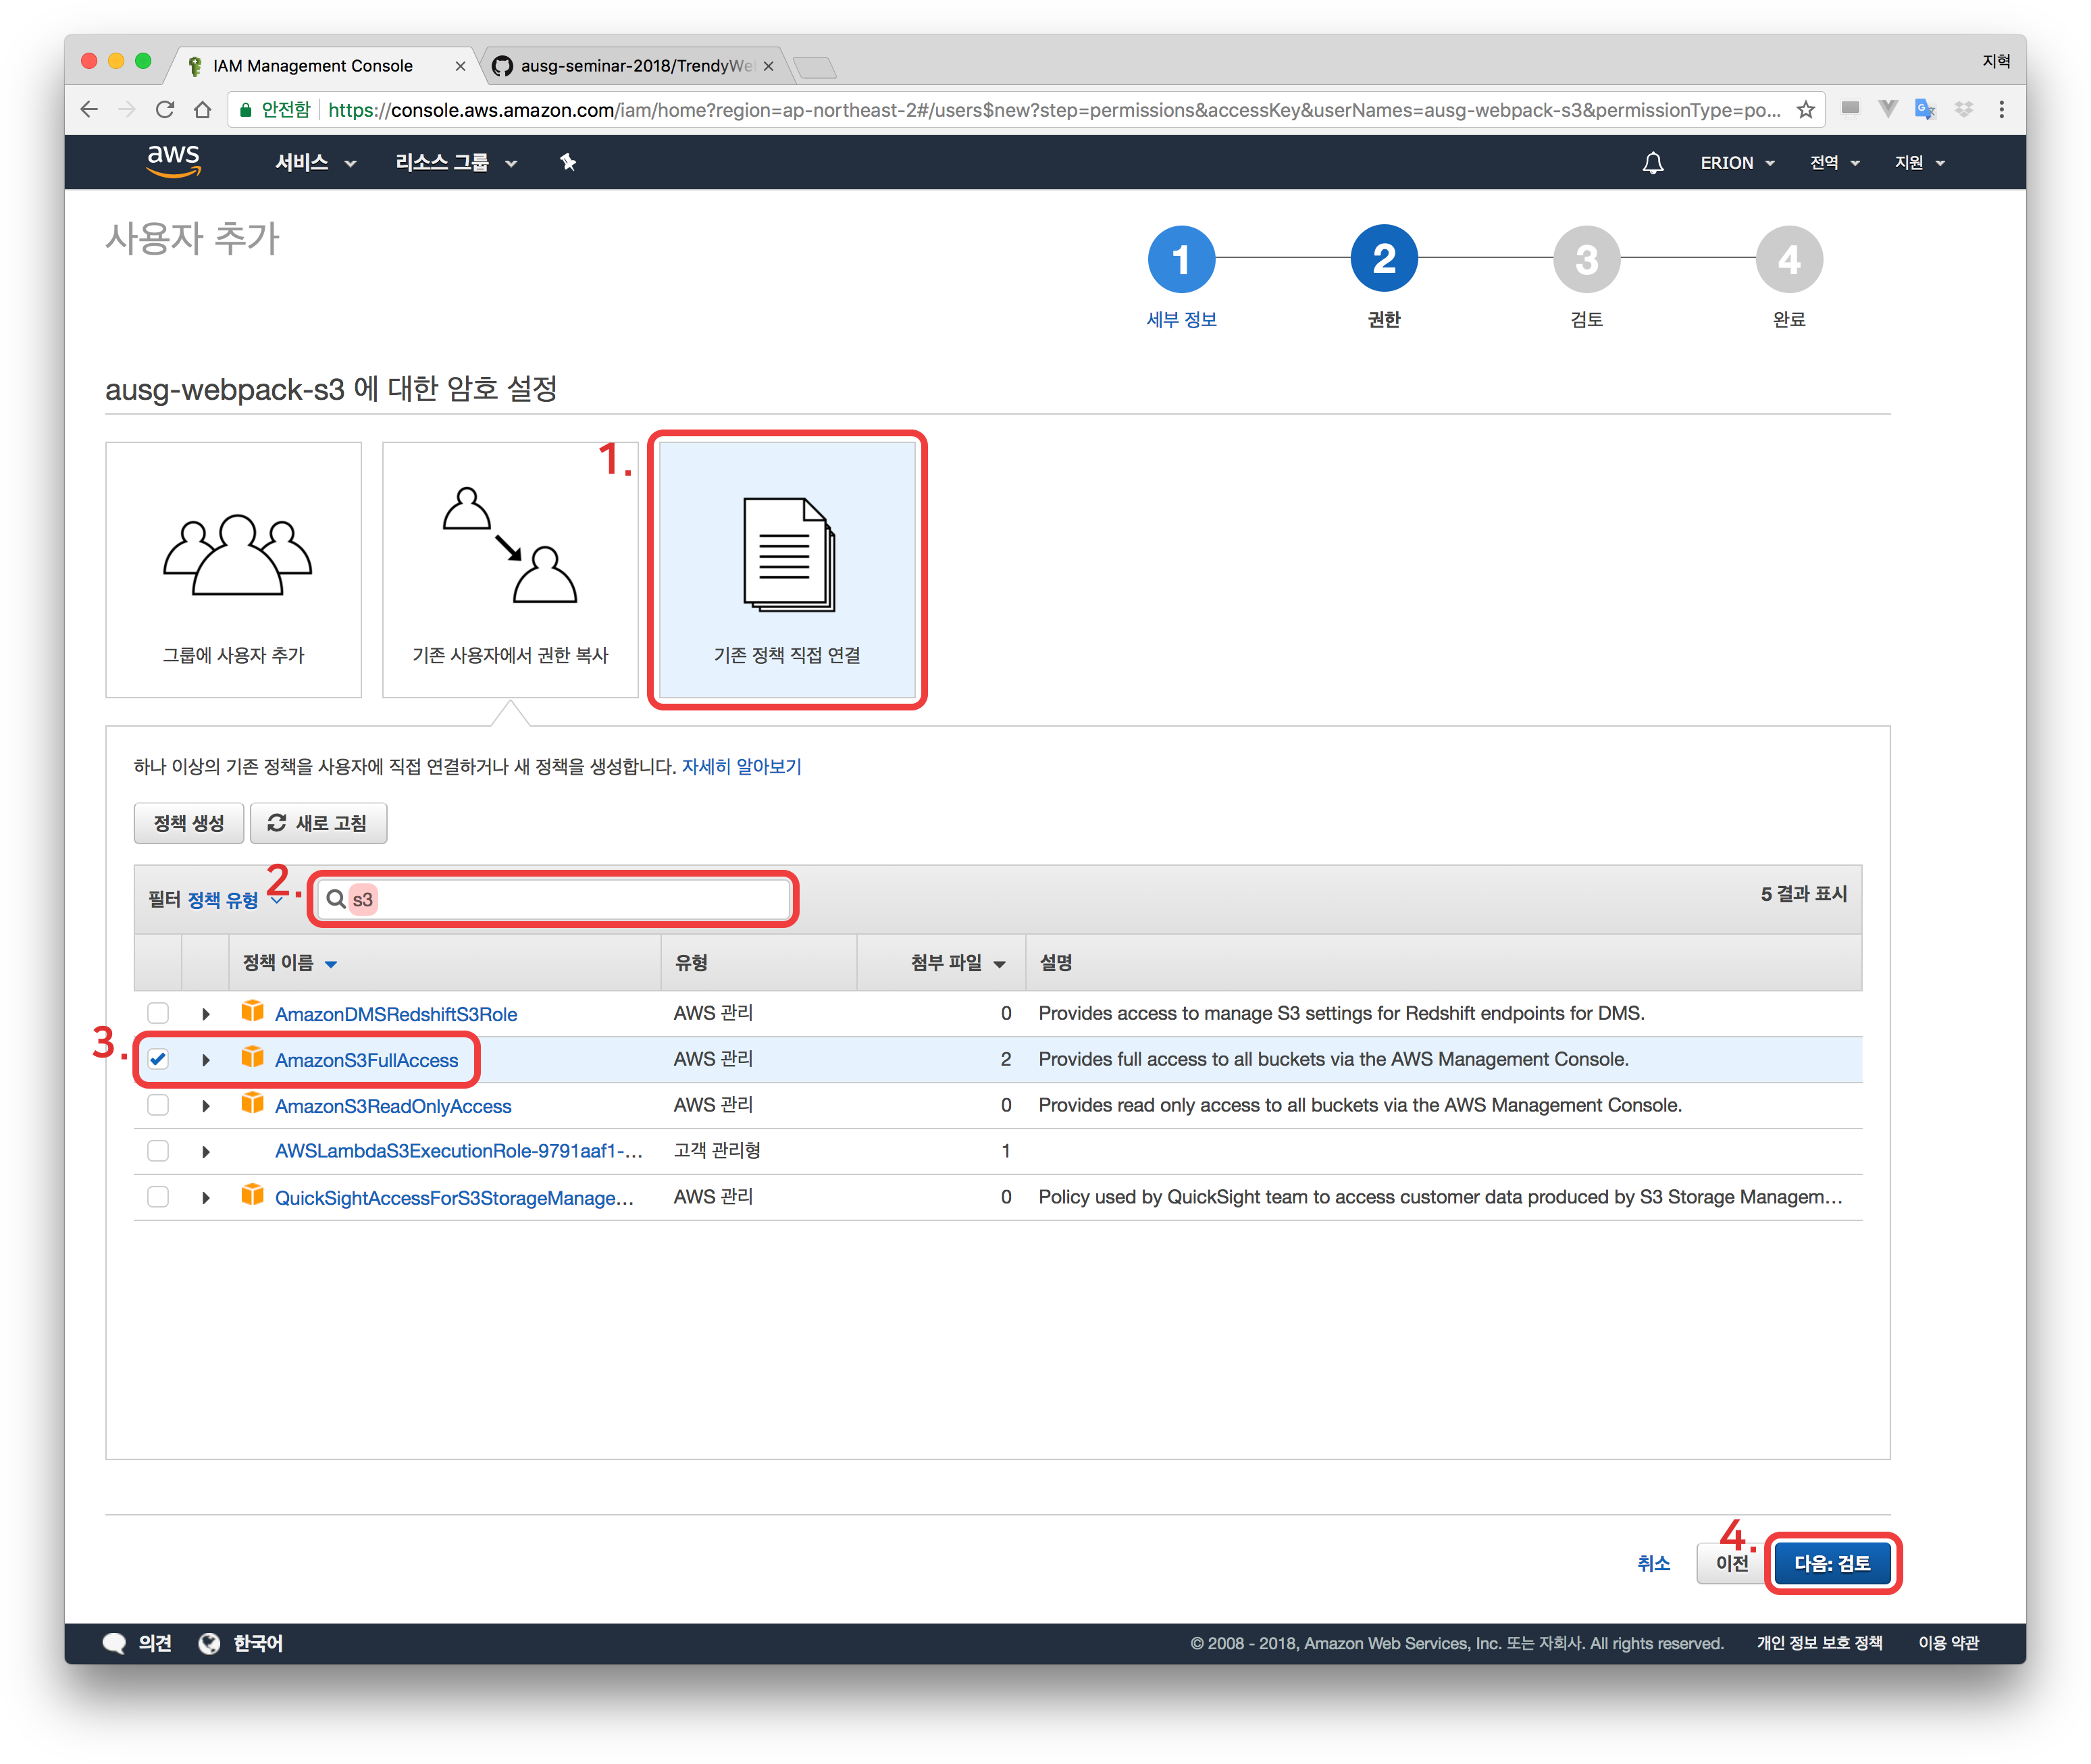 IAM Management Console
ausg-seminar-2018/TrendyWe
지혁
안전함 https://console.aws.amazon.com/iam/home?region=ap-northeast-2#/users$new?step=permissions&accessKey&userNames=ausg-webpack-s3&permissionType=po...
aws 서비스 리소스 그룹 ERION 전역 지원
사용자 추가
1 2 3 4
세부 정보 권한 검토 완료
ausg-webpack-s3 에 대한 암호 설정
1.
그룹에 사용자 추가 기존 사용자에서 권한 복사 기존 정책 직접 연결
하나 이상의 기존 정책을 사용자에 직접 연결하거나 새 정책을 생성합니다. 자세히 알아보기
정책 생성 새로 고침
2.
필터 정책 유형 s3 5 결과 표시
정책 이름 유형 첨부 파일 설명
AmazonDMSRedshiftS3Role AWS 관리 0 Provides access to manage S3 settings for Redshift endpoints for DMS.
3.
AmazonS3FullAccess AWS 관리 2 Provides full access to all buckets via the AWS Management Console.
AmazonS3ReadOnlyAccess AWS 관리 0 Provides read only access to all buckets via the AWS Management Console.
AWSLambdaS3ExecutionRole-9791aaf1-... 고객 관리형 1
QuickSightAccessForS3StorageManage... AWS 관리 0 Policy used by QuickSight team to access customer data produced by S3 Storage Managem...
4.
취소 이전 다음: 검토
의견 한국어 © 2008 - 2018, Amazon Web Services, Inc. 또는 자회사. All rights reserved. 개인 정보 보호 정책 이용 약관